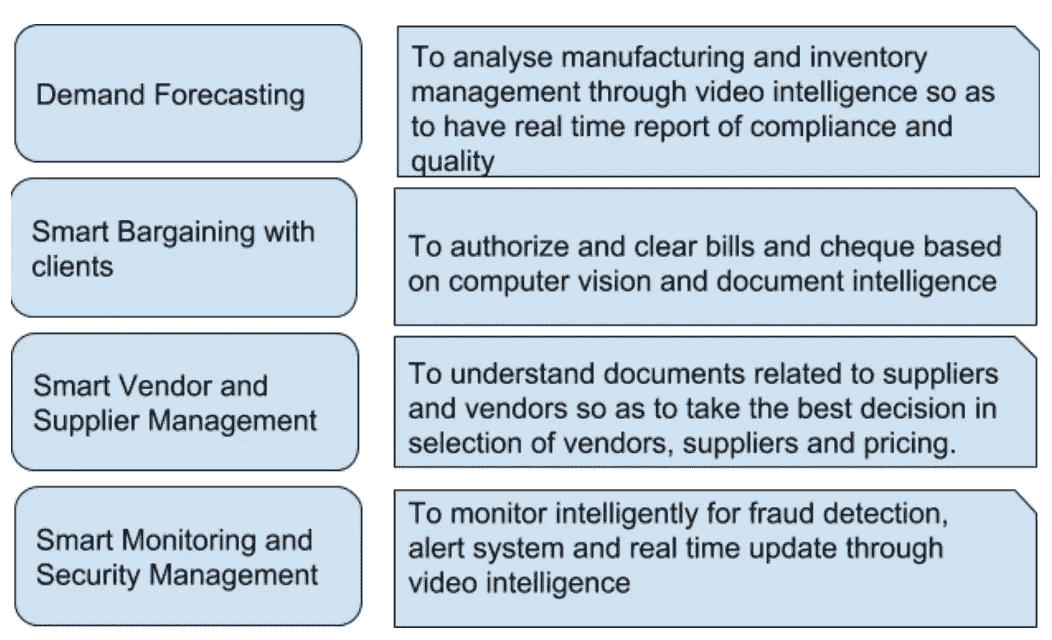 Demand Forecasting
To analyse manufacturing and inventory
management through video intelligence so as
to have real time report of compliance and
quality
Smart Bargaining with
clients
To authorize and clear bills and cheque based
on computer vision and document intelligence
Smart Vendor and
Supplier Management
To understand documents related to suppliers
and vendors so as to take the best decision in
selection of vendors, suppliers and pricing.
Smart Monitoring and
Security Management
To monitor intelligently for fraud detection,
alert system and real time update through
video intelligence